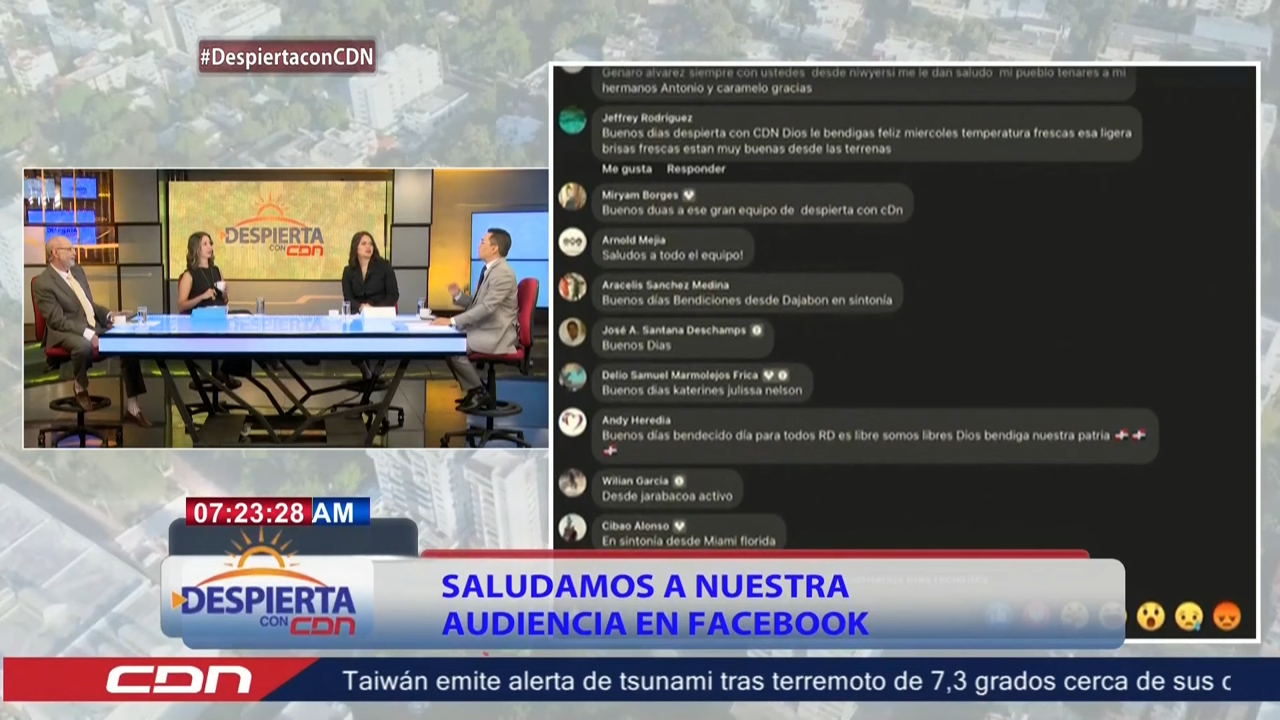 #DespiertaconCDN
Genaro alvarez siempre con ustedes desde niwyersi me le dan saludo mi pueblo tenares a mi
hermanos Antonio y caramelo gracias
Jeffrey Rodriguez
Buenos dias despierta con CDN Dios le bendigas feliz miercoles temperatura frescas esa ligera
brisas frescas estan muy buenas desde las terrenas
Me gusta Responder
Miryam Borges
Buenos duas a ese gran equipo de despierta con cDn
Arnold Mejia
Saludos a todo el equipo!
Aracelis Sanchez Medina
Buenos días Bendiciones desde Dajabon en sintonía
José A. Santana Deschamps
Buenos Dias
Delio Samuel Marmolejos Frica
Buenos dias katerines julissa nelson
Andy Heredia
Buenos días bendecido día para todos RD es libre somos libres Dios bendiga nuestra patria 🇩🇴 🇩🇴
🇩🇴
Wilian Garcia
Desde jarabacoa activo
Cibao Alonso
En sintonía desde Miami florida
DESPIERTA
CON CDN
07:23:28 AM
DESPIERTA
CON CDN
SALUDAMOS A NUESTRA
AUDIENCIA EN FACEBOOK
CDN
Taiwán emite alerta de tsunami tras terremoto de 7,3 grados cerca de sus c